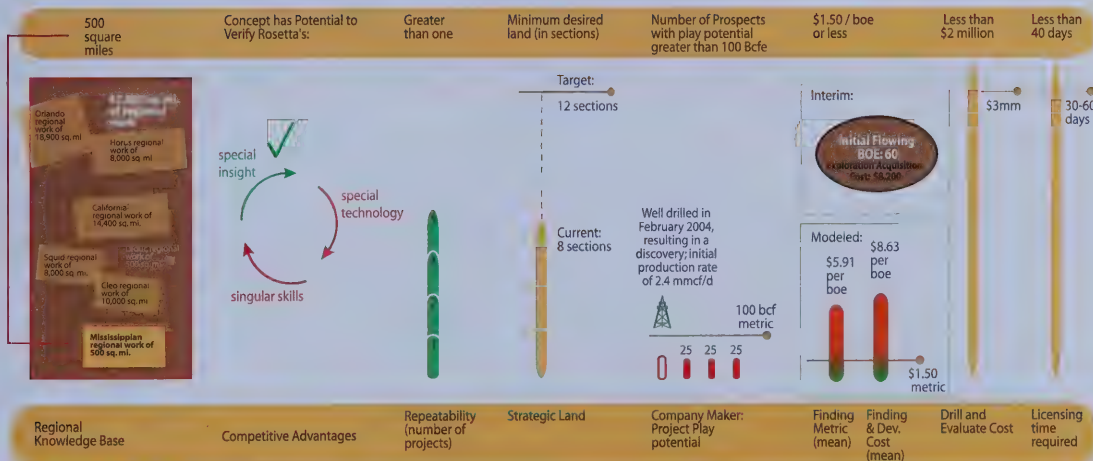 500
square
miles
Concept has Potential to
Verify Rosetta's:
Greater
than one
Minimum desired
land (in sections)
Number of Prospects
with play potential
greater than 100 Bcfe
$1.50 / boe
or less
Less than
$2 million
Less than
40 days
Orlando
regional
work of
18,900 sq. mi
Horus regional
work of
8,000 sq. mi
California
regional work of
14,400 sq. mi.
Squid regional
work of
8,000 sq. mi.
regional
Cleo regional
work of
10,000 sq. mi
Mississippian
regional work of
500 sq. mi.
special
insight
special
technology
singular skills
Target:
12 sections
Current:
8 sections
Well drilled in
February 2004,
resulting in a
discovery; initial
production rate
of 2.4 mmcf/d
100 bcf
metric
25 25 25
Interim:
Initial Flowing
BOE: 60
Exploration Acquisition
Cost: $8,200
Modeled:
$5.91
per
boe
$8.63
per
boe
$1.50
metric
$3mm
30-60
days
Regional
Knowledge Base
Competitive Advantages
Repeatability
(number of
projects)
Strategic Land
Company Maker:
Project Play
potential
Finding
Metric
(mean)
Finding
& Dev.
Cost
(mean)
Drill and
Evaluate Cost
Licensing
time
required